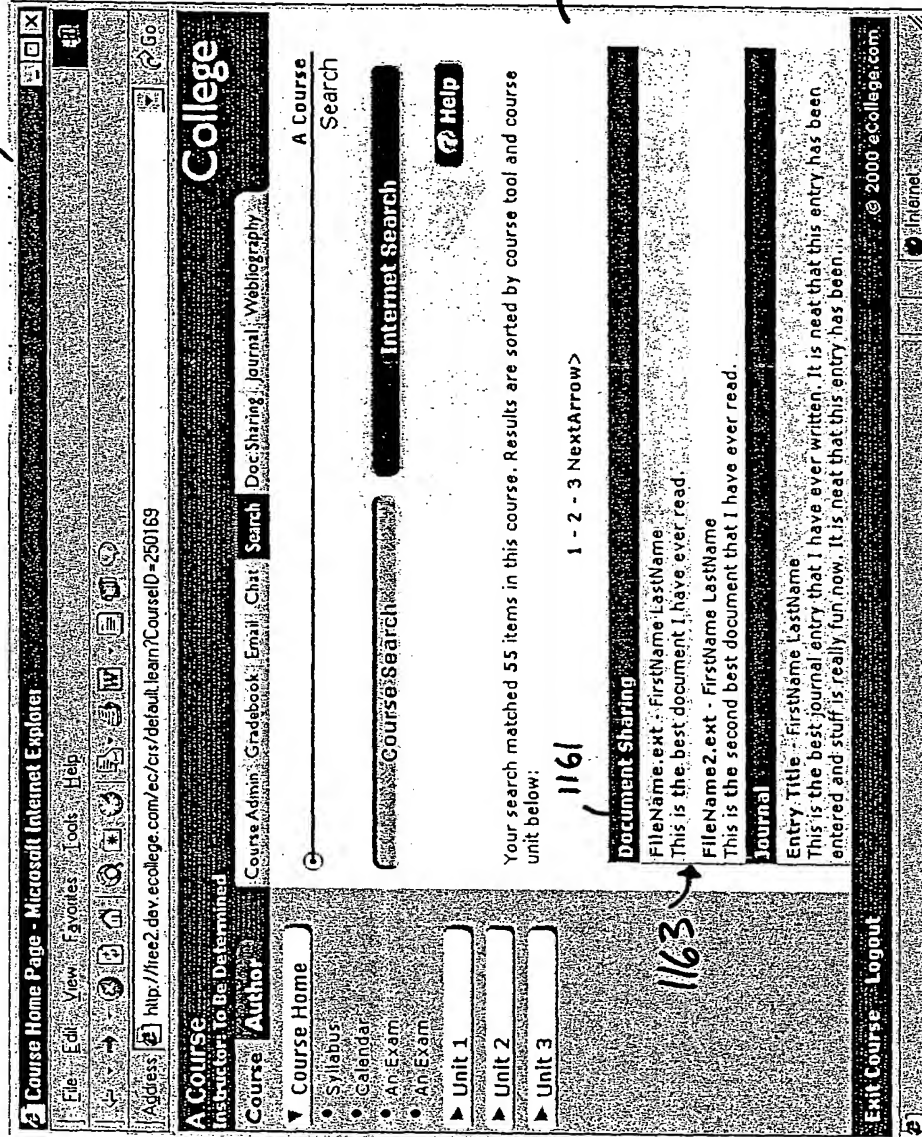 Course Home Page - Microsoft Internet Explorer
File Edit View Favorites Tools Help
Address http://free2.dev.ecollege.com/ec/crs/default.learn?CourseID=250169 Go
A Course
Instructor: To Be Determined
College
Course Author Course Admin Gradebook Email Chat Search Doc Sharing Journal Webliography
A Course
Search
Course Home
Syllabus
Calendar
An Exam
An Exam
Unit 1
Unit 2
Unit 3
Course Search
Internet Search
Help
Your search matched 55 items in this course. Results are sorted by course tool and course
unit below:
1 - 2 - 3 NextArrow>
1161
Document Sharing
FileName.ext - FirstName LastName
This is the best document I have ever read.
1163
FileName2.ext - FirstName LastName
This is the second best document that I have ever read.
Journal
Entry Title - FirstName LastName
This is the best journal entry that I have ever written. It is neat that this entry has been
entered and stuff is really fun now. It is neat that this entry has been...
Exit Course Logout
© 2000 eCollege.com
Internet